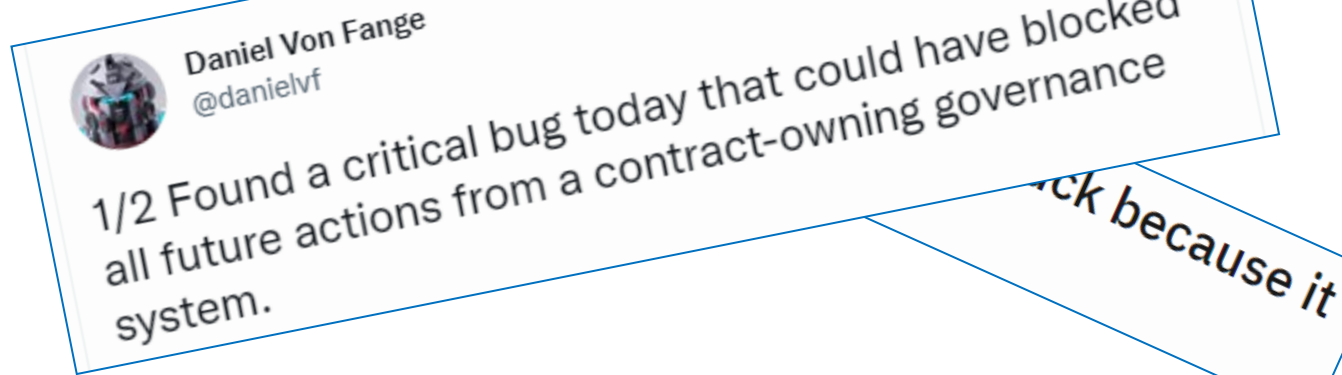 Daniel Von Fange
@danielvf
1/2 Found a critical bug today that could have blocked
all future actions from a contract-owning governance
system.
because it